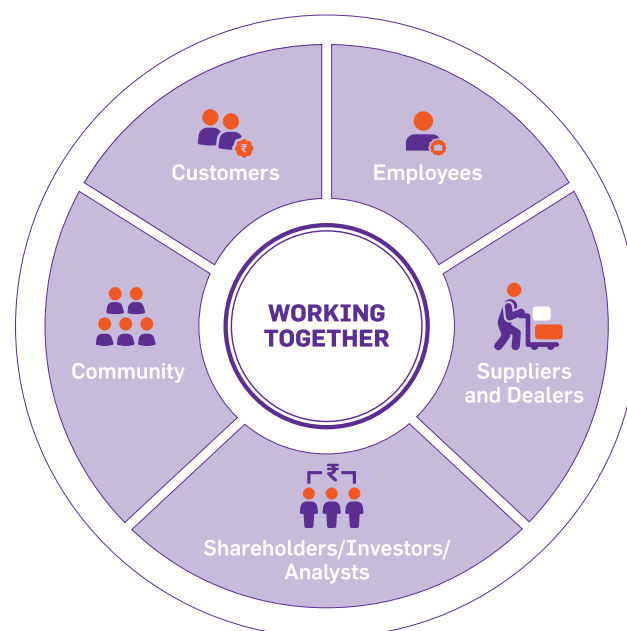 Customers
Employees
WORKING
TOGETHER
Community
Suppliers
and Dealers
₹
Shareholders/Investors/
Analysts